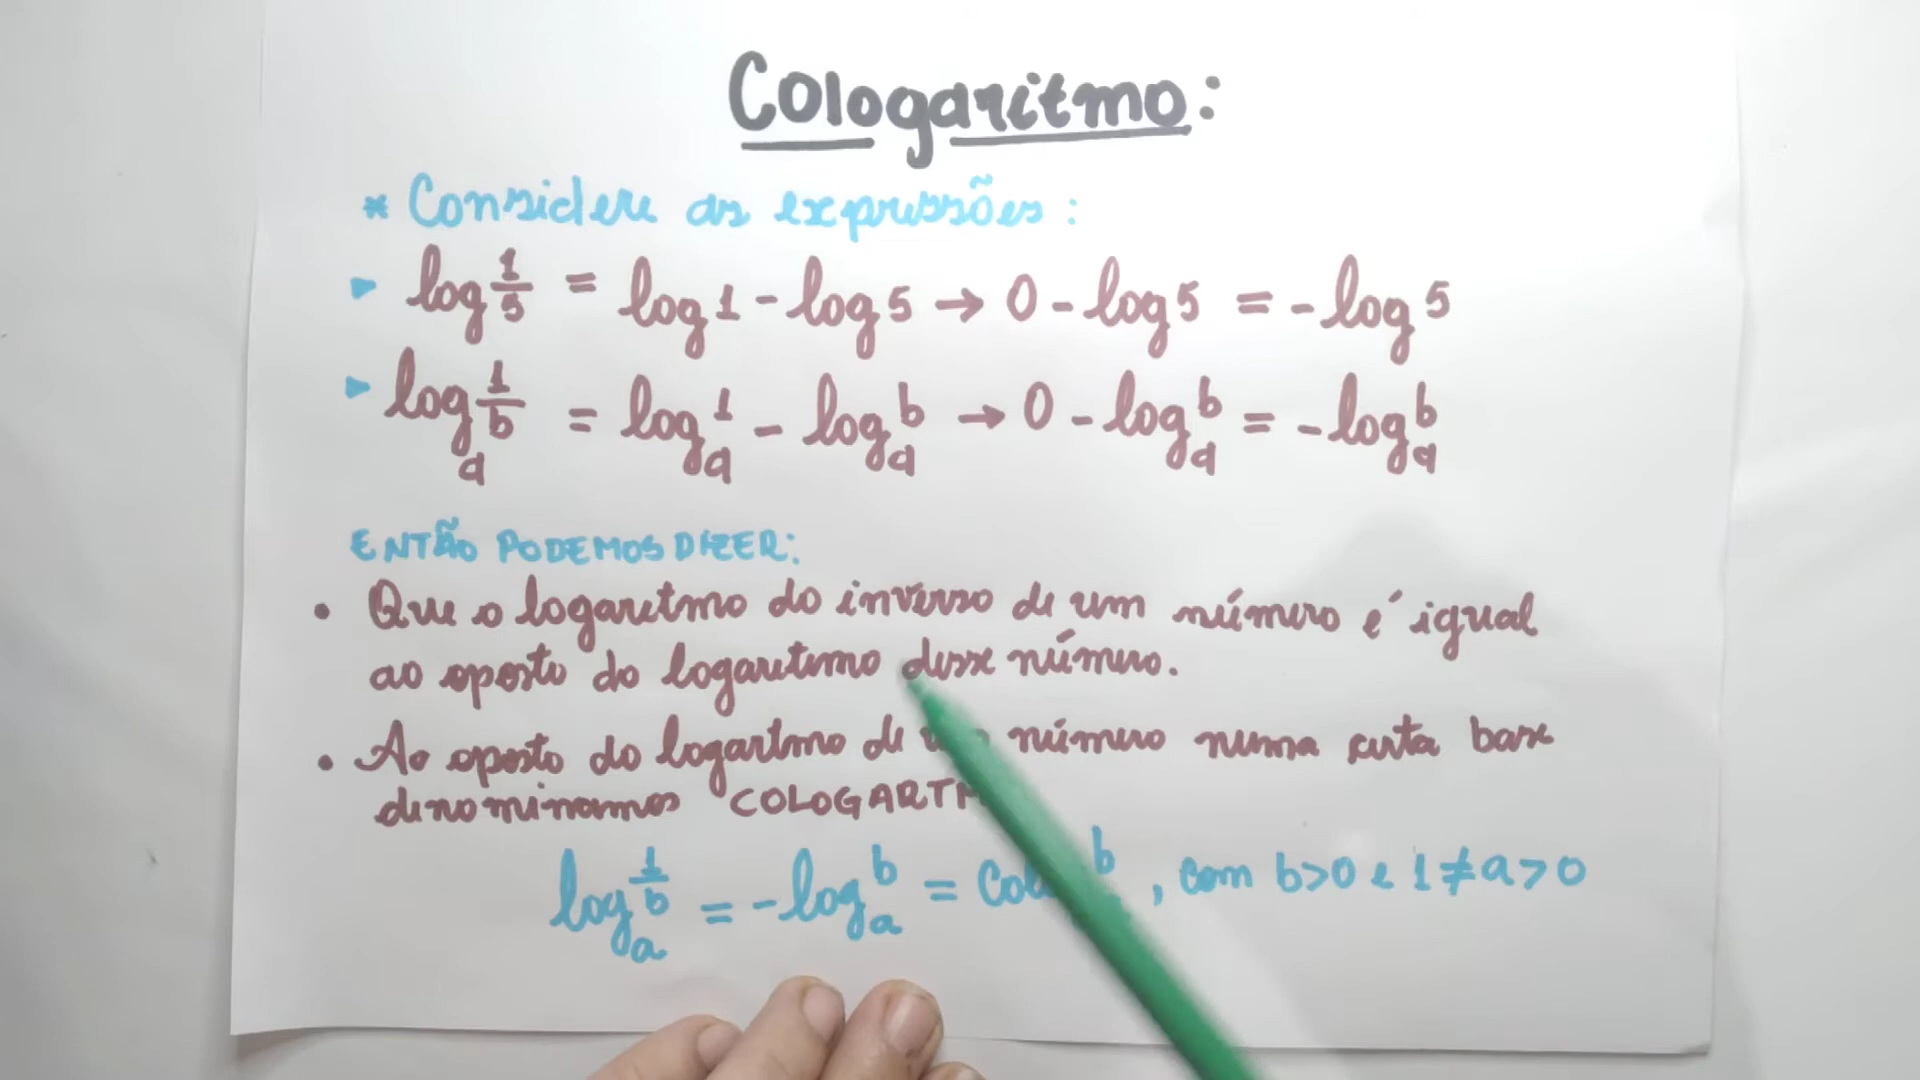 Cologaritmo:
* Considere as expressões:
log 1/5 = log 1 - log 5 → 0 - log 5 = - log 5
log_a 1/b = log_a 1 - log_a b → 0 - log_a b = - log_a b
ENTÃO PODEMOS DIZER:
• Que o logaritmo do inverso de um número é igual
ao oposto do logaritimo desse número.
• Ao oposto do logaritmo de número numa certa base
denominamos
log_a 1/b = - log_a b = b, com b>0 e 1≠a>0